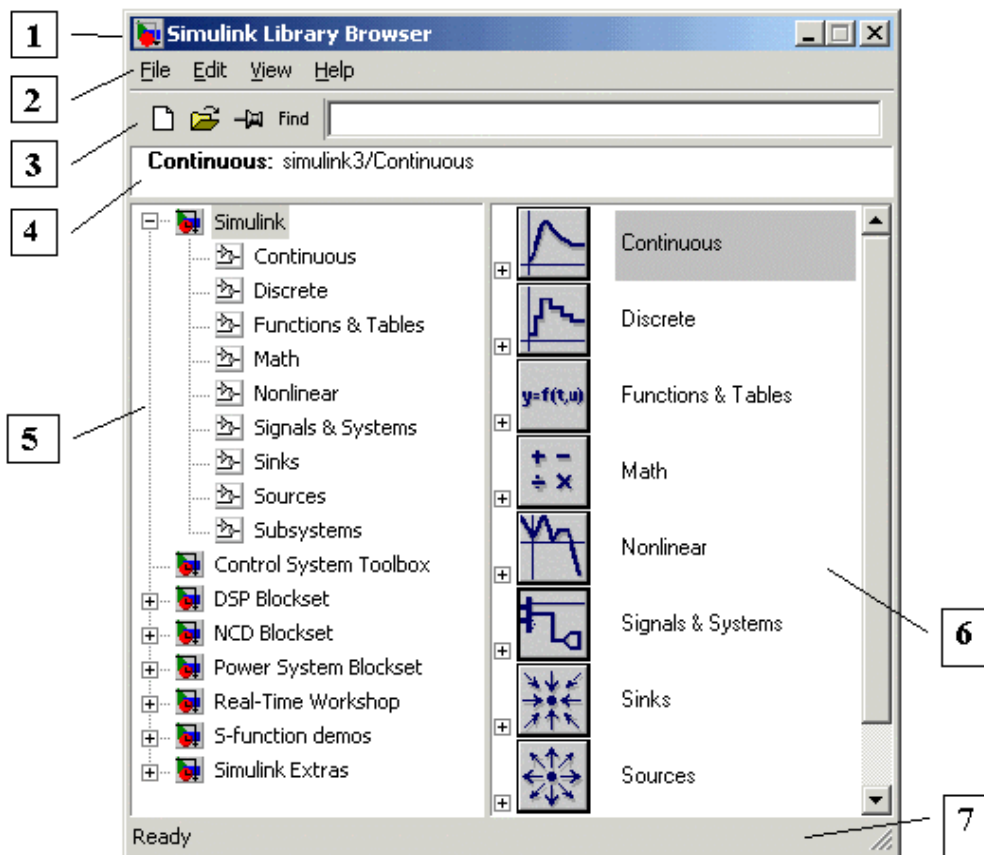 1
Simulink Library Browser
2
File Edit View Help
3
Find
4
Continuous: simulink3/Continuous
5
Simulink
Continuous
Discrete
Functions & Tables
Math
Nonlinear
Signals & Systems
Sinks
Sources
Subsystems
Control System Toolbox
DSP Blockset
NCD Blockset
Power System Blockset
Real-Time Workshop
S-function demos
Simulink Extras
Continuous
Discrete
y=f(t,u) Functions & Tables
+ −
÷ × Math
Nonlinear
Signals & Systems
Sinks
Sources
6
Ready
7